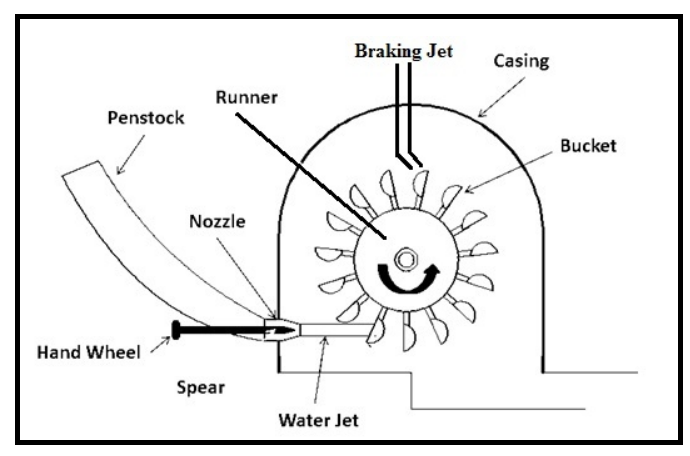 Braking Jet
Casing
Runner
Penstock
Bucket
Nozzle
Hand Wheel
Spear
Water Jet